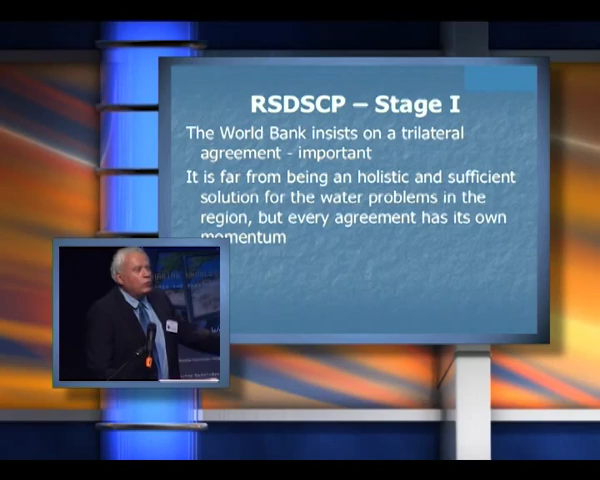 RSDSCP – Stage I
The World Bank insists on a trilateral
agreement - important
It is far from being an holistic and sufficient
solution for the water problems in the
region, but every agreement has its own
momentum